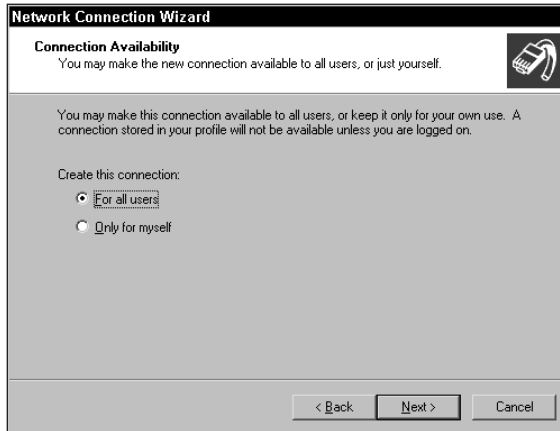 Network Connection Wizard
Connection Availability
You may make the new connection available to all users, or just yourself.
You may make this connection available to all users, or keep it only for your own use. A
connection stored in your profile will not be available unless you are logged on.
Create this connection:
For all users
Only for myself
< Back Next > Cancel